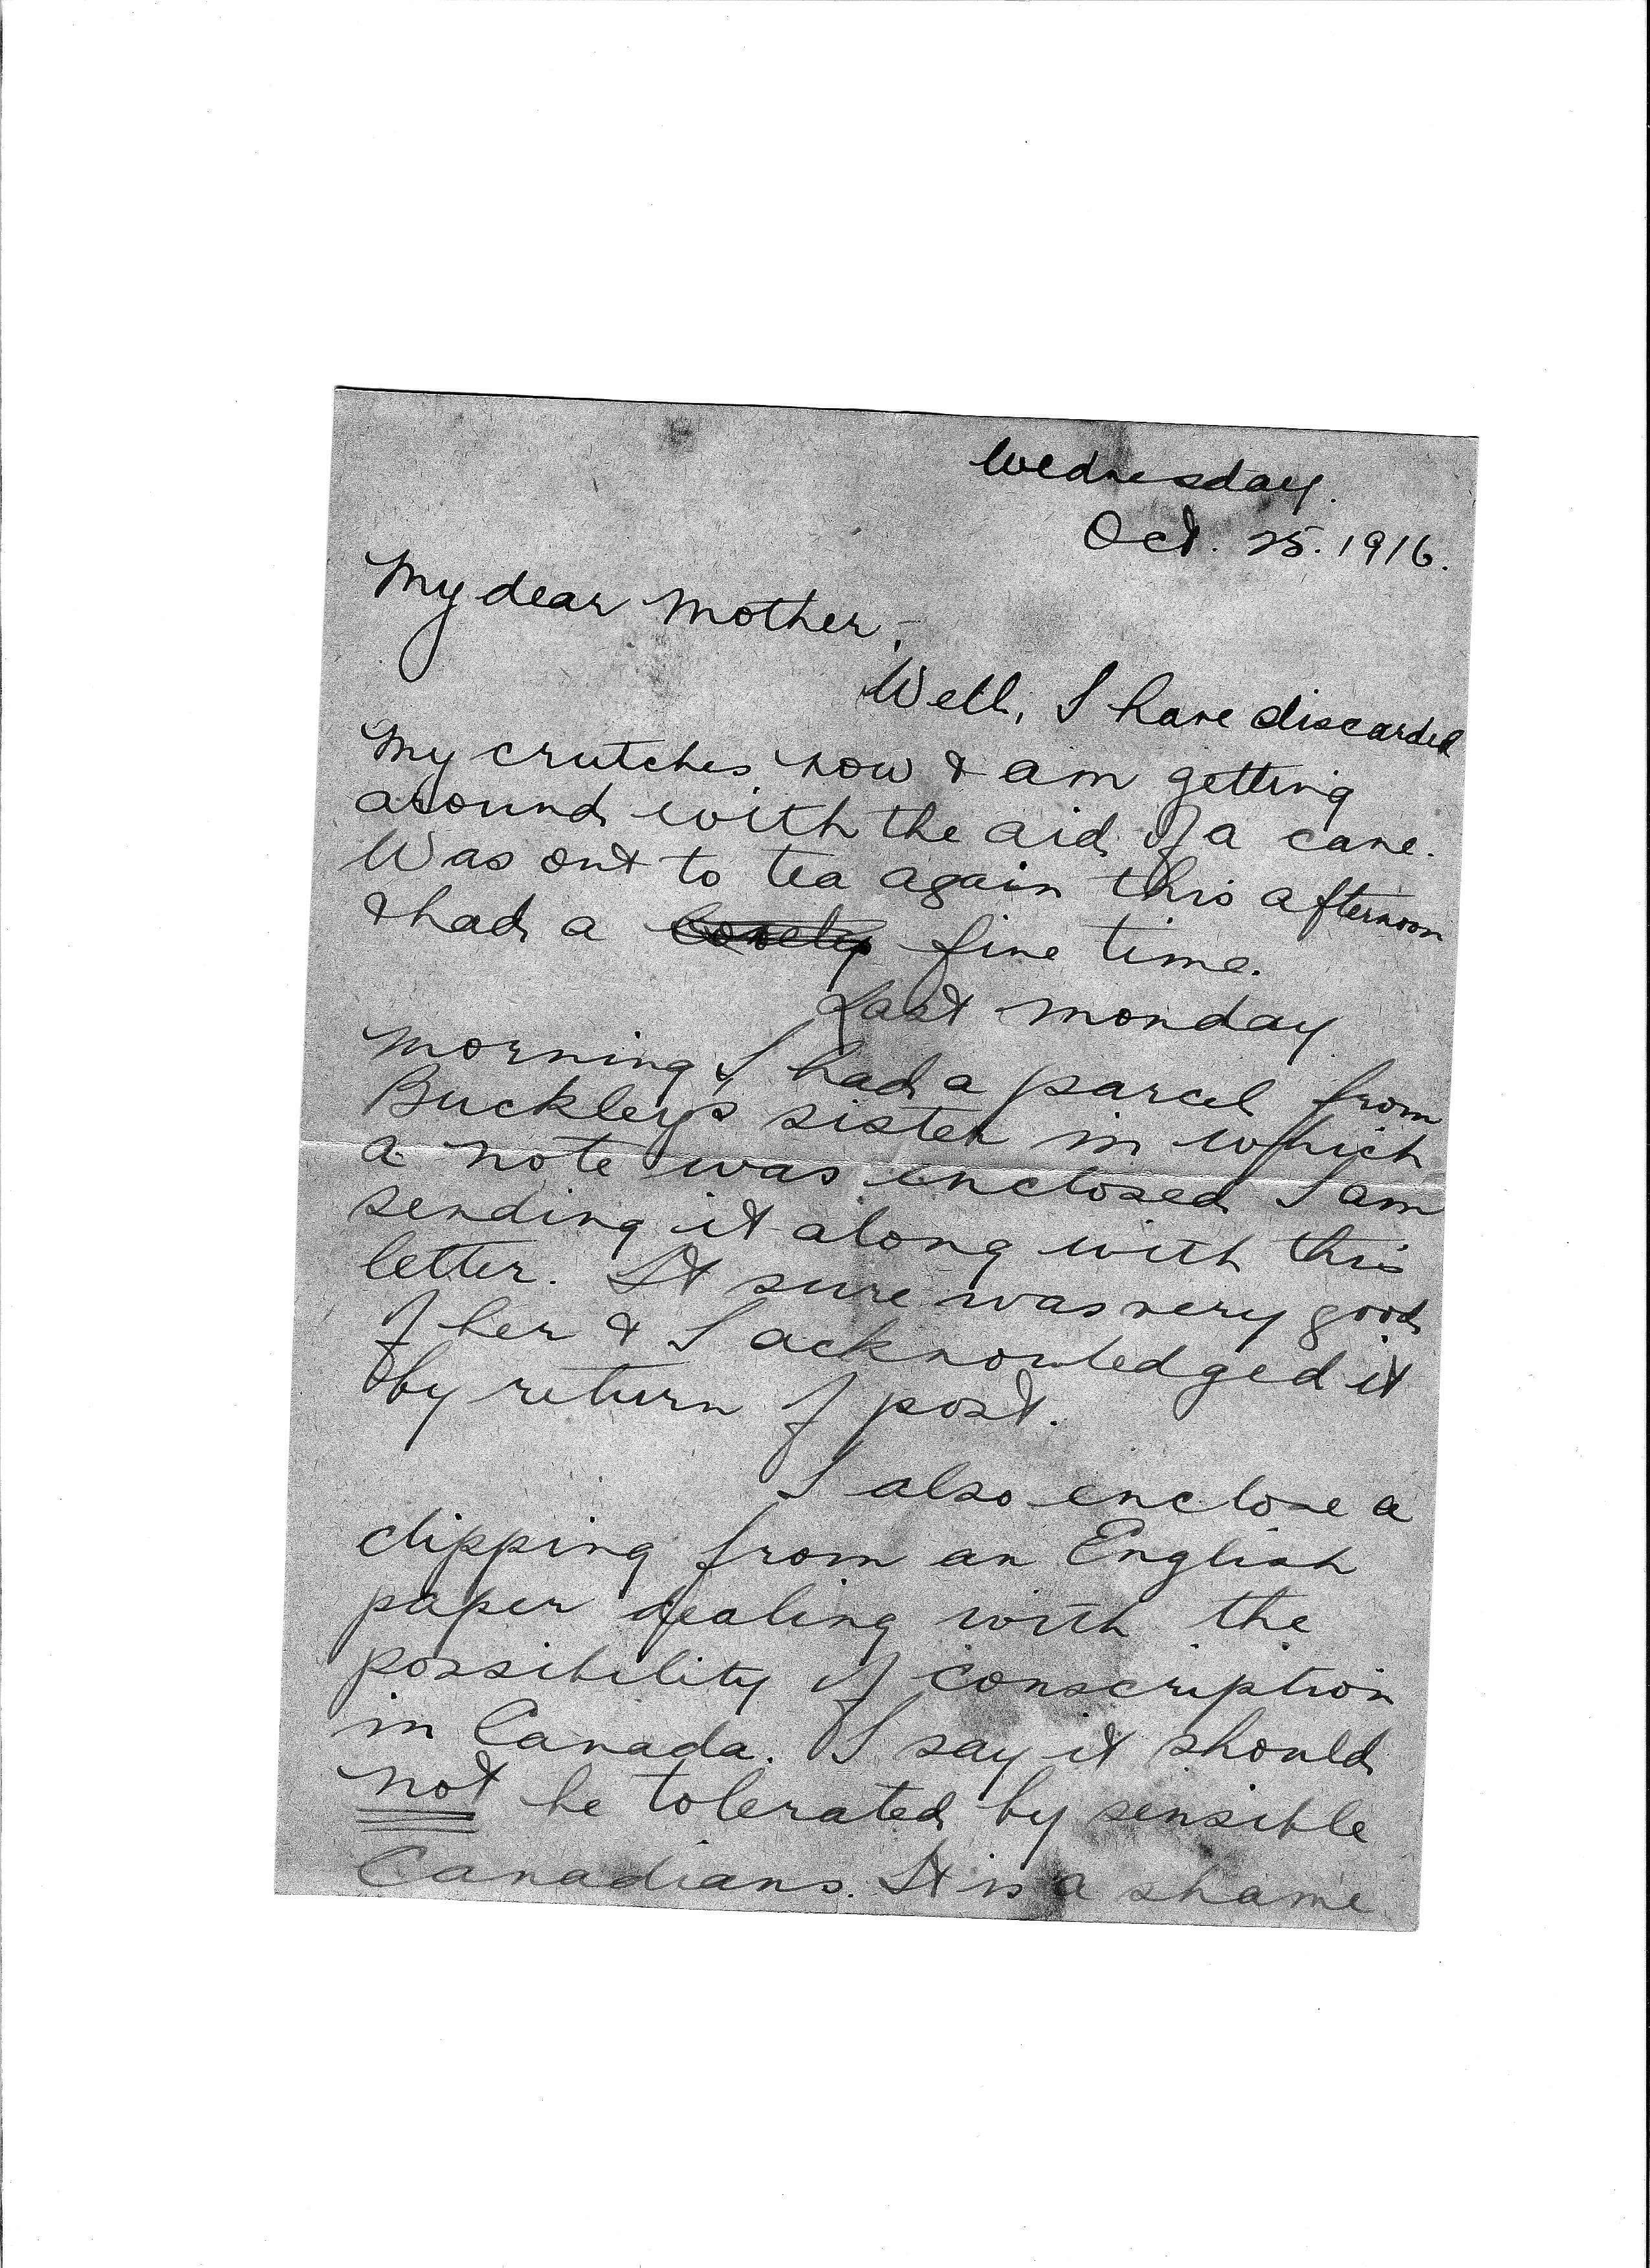 Wednesday.
Oct. 25. 1916.
My dear Mother,-
Well, I have discarded
my crutches now & am getting
around with the aid of a cane.
Was out to tea again this afternoon
& had a lovely fine time.
Last Monday
morning I had a parcel from
Buckley's sister in which
a note was enclosed I am
sending it along with this
letter. It sure was very good
of her & I acknowledged it
by return of post.
I also enclose a
clipping from an English
paper dealing with the
possibility of conscription
in Canada. I say it should
not be tolerated by sensible
Canadians. It is a shame